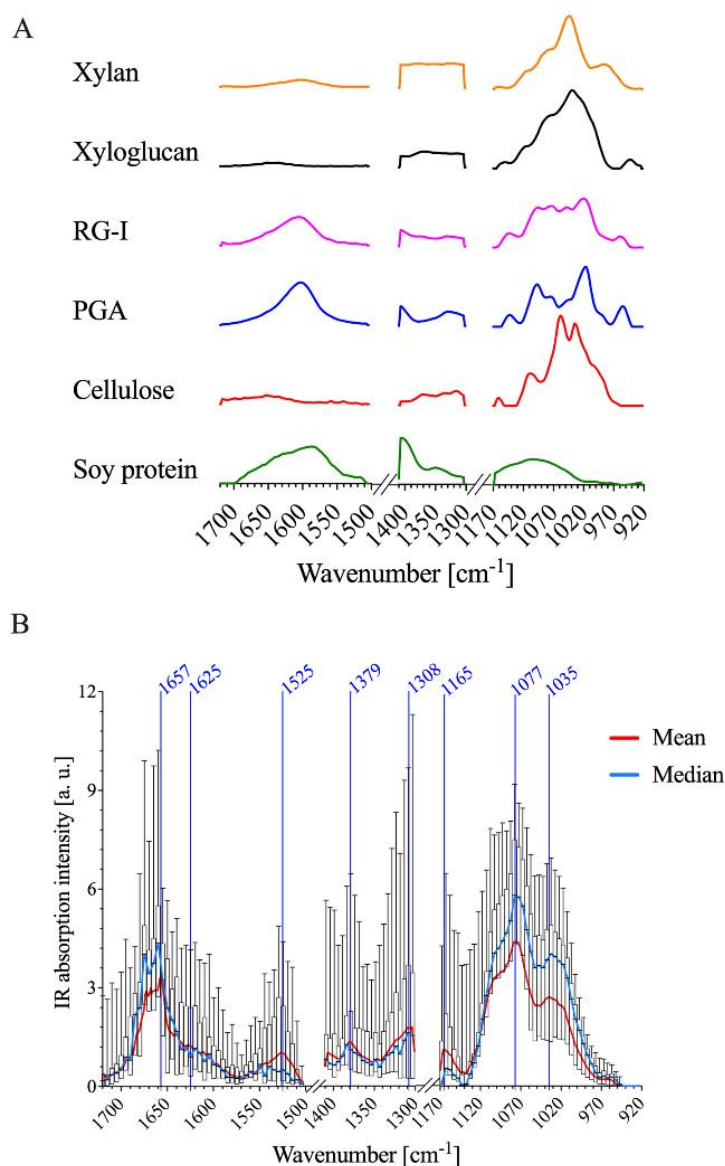 A
Xylan
Xyloglucan
RG-I
PGA
Cellulose
Soy protein
1700 1650 1600 1550 1500 1400 1350 1300 1170 1120 1070 1020 970 920
Wavenumber [cm-1]
B
1657 1625 1525 1379 1308 1165 1077 1035
12
9
6
3
0
IR absorption intensity [a. u.]
Mean
Median
1700 1650 1600 1550 1500 1400 1350 1300 1170 1120 1070 1020 970 920
Wavenumber [cm-1]